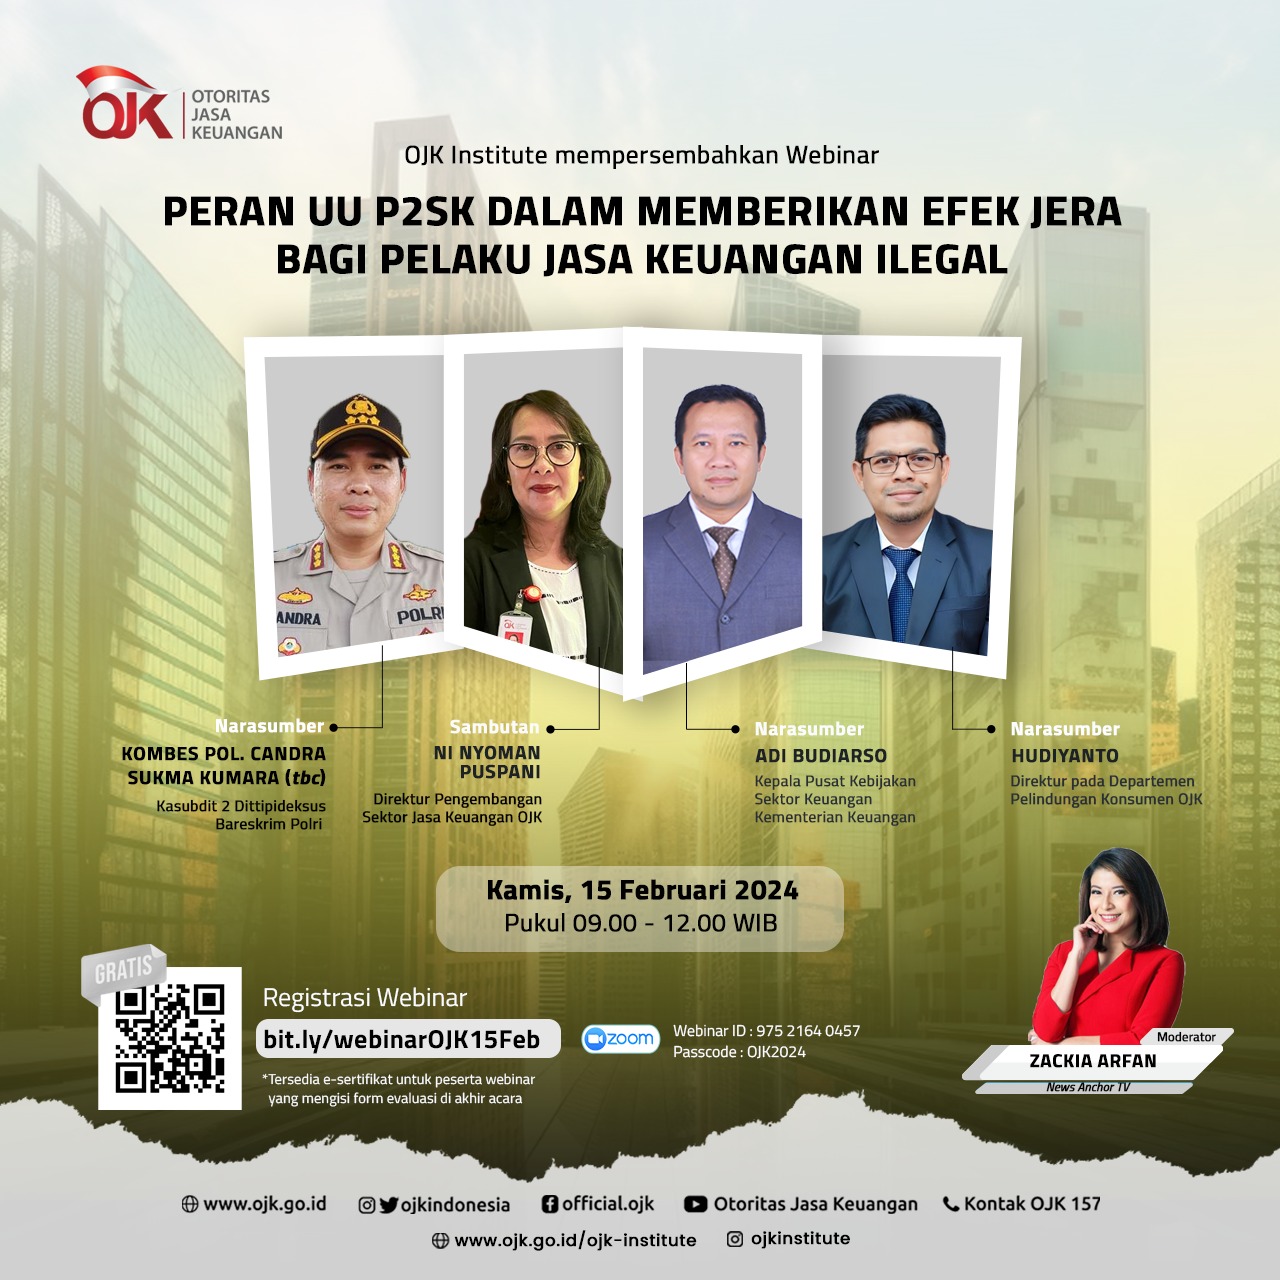 OJK
OTORITAS
JASA
KEUANGAN
OJK Institute mempersembahkan Webinar
PERAN UU P2SK DALAM MEMBERIKAN EFEK JERA
BAGI PELAKU JASA KEUANGAN ILEGAL
ANDRA
POLRI
OJK
Narasumber
KOMBES POL. CANDRA
SUKMA KUMARA (tbc)
Kasubdit 2 Dittipideksus
Bareskrim Polri
Sambutan
NI NYOMAN
PUSPANI
Direktur Pengembangan
Sektor Jasa Keuangan OJK
Narasumber
ADI BUDIARSO
Kepala Pusat Kebijakan
Sektor Keuangan
Kementerian Keuangan
Narasumber
HUDIYANTO
Direktur pada Departemen
Pelindungan Konsumen OJK
Kamis, 15 Februari 2024
Pukul 09.00 - 12.00 WIB
GRATIS
Registrasi Webinar
bit.ly/webinarOJK15Feb
*Tersedia e-sertifikat untuk peserta webinar
yang mengisi form evaluasi di akhir acara
zoom
Webinar ID : 975 2164 0457
Passcode : OJK2024
Moderator
ZACKIA ARFAN
News Anchor TV
www.ojk.go.id
ojkindonesia
official.ojk
Otoritas Jasa Keuangan
Kontak OJK 157
www.ojk.go.id/ojk-institute
ojkinstitute